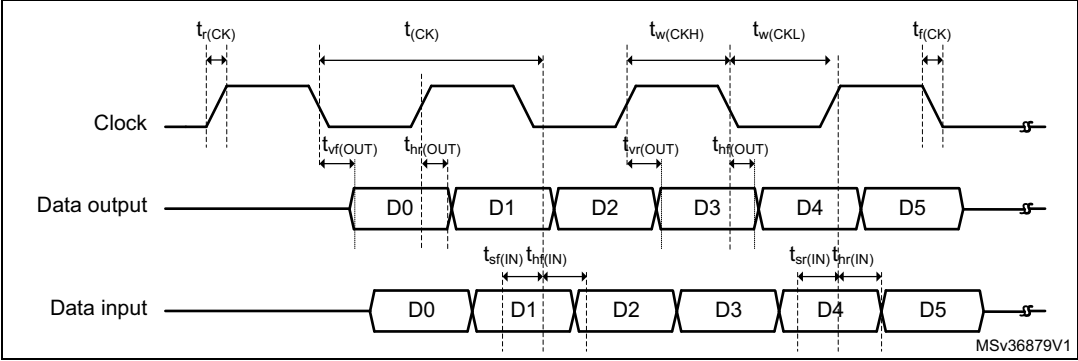 tr(CK) t(CK) tw(CKH) tw(CKL) tf(CK)
Clock
tvf(OUT) thr(OUT) tvr(OUT) thf(OUT)
Data output D0 D1 D2 D3 D4 D5
tsf(IN) thf(IN) tsr(IN) thr(IN)
Data input D0 D1 D2 D3 D4 D5
MSv36879V1